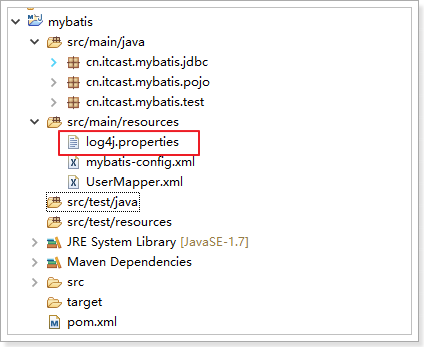 mybatis
src/main/java
cn.itcast.mybatis.jdbc
cn.itcast.mybatis.pojo
cn.itcast.mybatis.test
src/main/resources
log4j.properties
mybatis-config.xml
UserMapper.xml
src/test/java
src/test/resources
JRE System Library [JavaSE-1.7]
Maven Dependencies
src
target
pom.xml